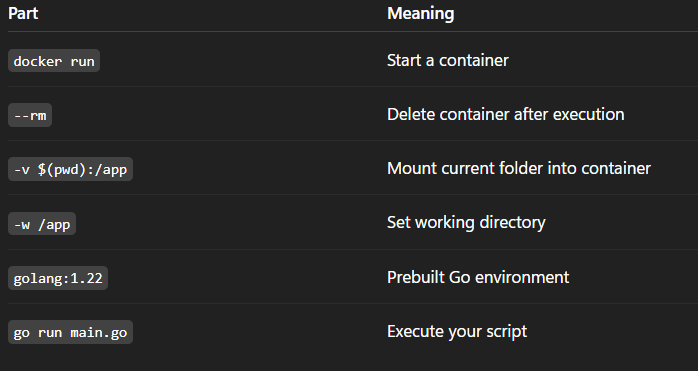 Part Meaning
docker run Start a container
--rm Delete container after execution
-v $(pwd):/app Mount current folder into container
-w /app Set working directory
golang:1.22 Prebuilt Go environment
go run main.go Execute your script